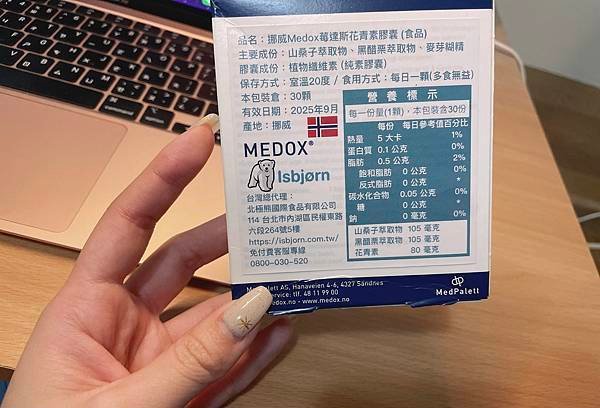 品名：挪威Medox莓達斯花青素膠囊 (食品)
主要成份：山桑子萃取物、黑醋栗萃取物、麥芽糊精
膠囊成份：植物纖維素 (純素膠囊)
保存方式：室溫20度 / 食用方式：每日一顆(多食無益)
本包裝倉：30顆
有效日期：2025年9月
產地：挪威
MEDOX®
Isbjørn
台灣總代理：
北極熊國際食品有限公司
114 台北市內湖區民權東路
六段264號5樓
https://isbjorn.com.tw/
免付費客服專線
0800-030-520
營養標示
每一份量(1顆)，本包裝含30份
每份 每日參考值百分比
熱量 5 大卡 1%
蛋白質 0.1 公克 0%
脂肪 0.5 公克 2%
飽和脂肪 0 公克 0%
反式脂肪 0 公克 *
碳水化合物 0.05 公克 0%
糖 0 公克 *
鈉 0 毫克 0%
山桑子萃取物 105 毫克
黑醋栗萃取物 105 毫克
花青素 80 毫克
Palett AS, Hanaveien 4-6, 4327 Sandnes
service: tlf. 48 11 99 00
medox.no - www.medox.no
MedPalett